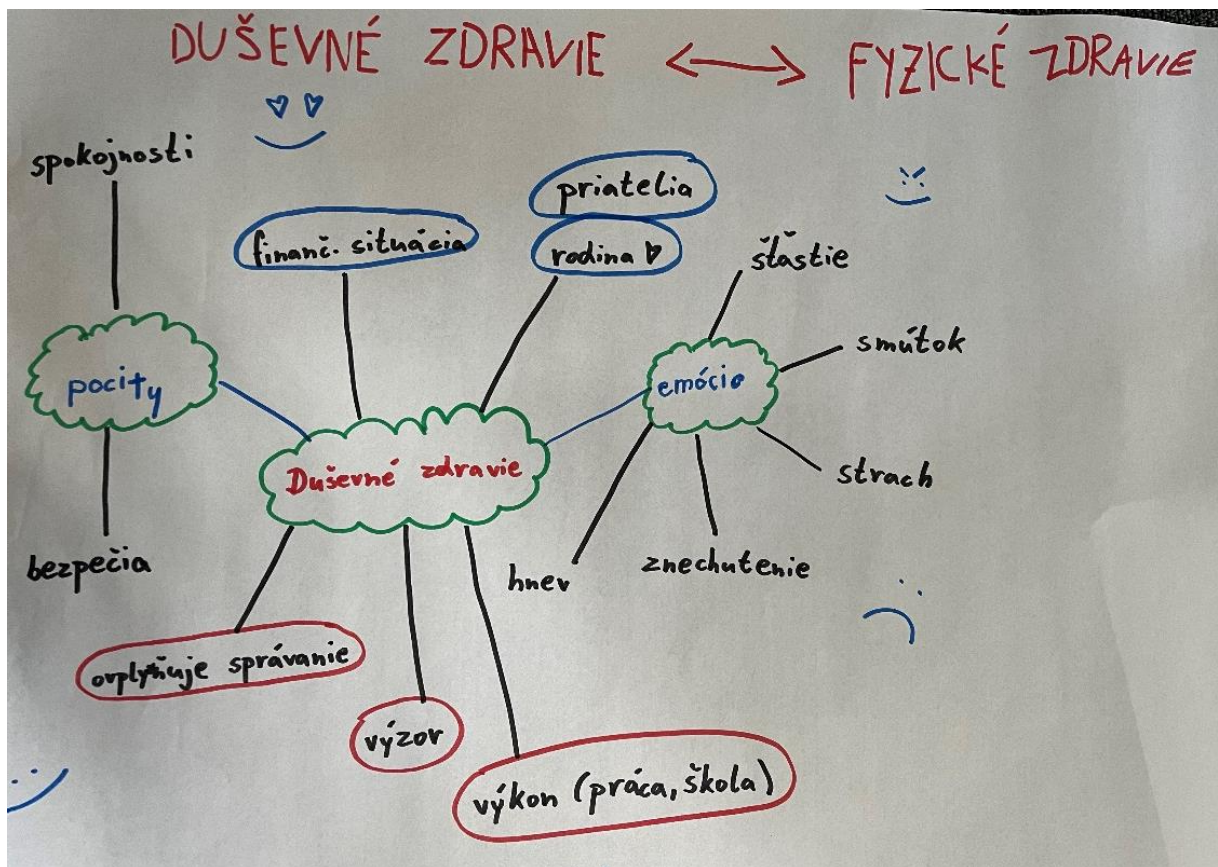 DUŠEVNÉ ZDRAVIE ↔ FYZICKÉ ZDRAVIE
spokojnosti
priatelia
finanč. situácia
rodina ♡
šťastie
smútok
pocity
emócie
Duševné zdravie
strach
bezpečia
hnev
znechutenie
ovplyvňuje správanie
výzor
výkon (práca, škola)